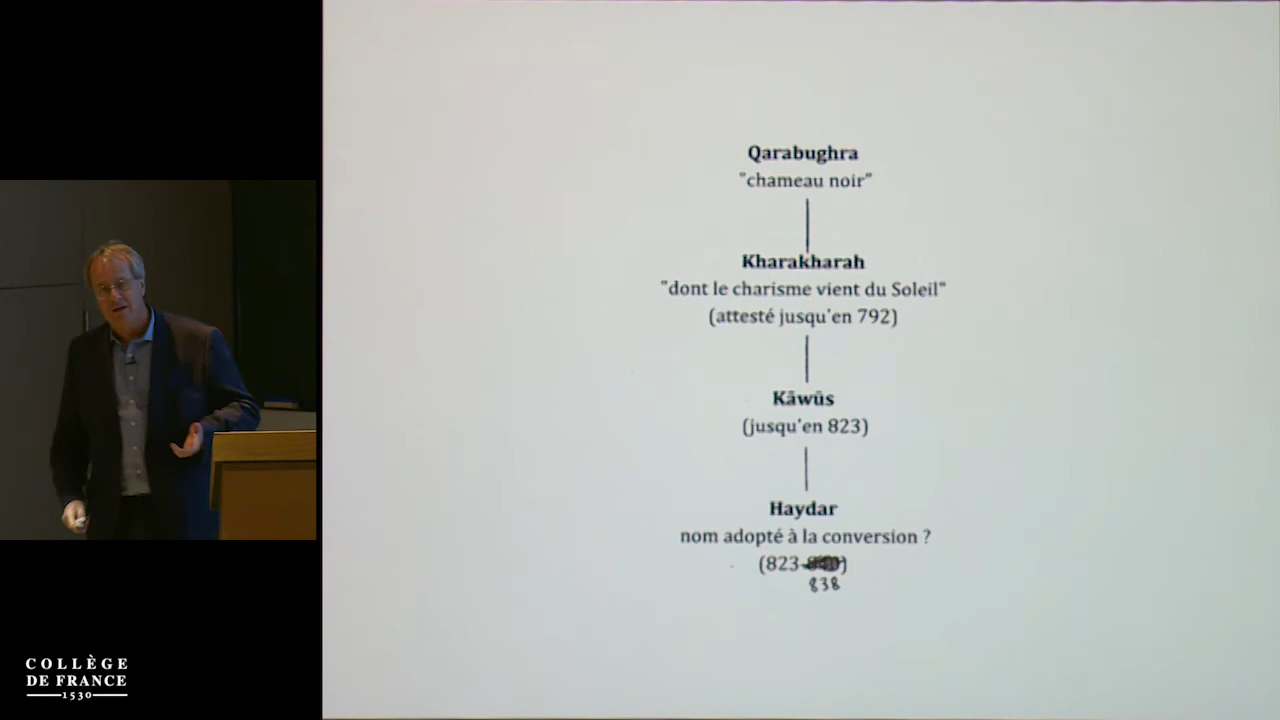 Qarabughra
"chameau noir"
Kharakharah
"dont le charisme vient du Soleil"
(attesté jusqu'en 792)
Kāwūs
(jusqu'en 823)
Haydar
nom adopté à la conversion ?
(823-)
838
COLLÈGE
DE FRANCE
1530